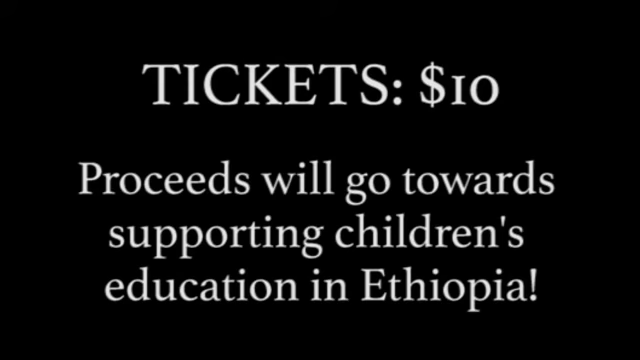 TICKETS: $10
Proceeds will go towards
supporting children's
education in Ethiopia!